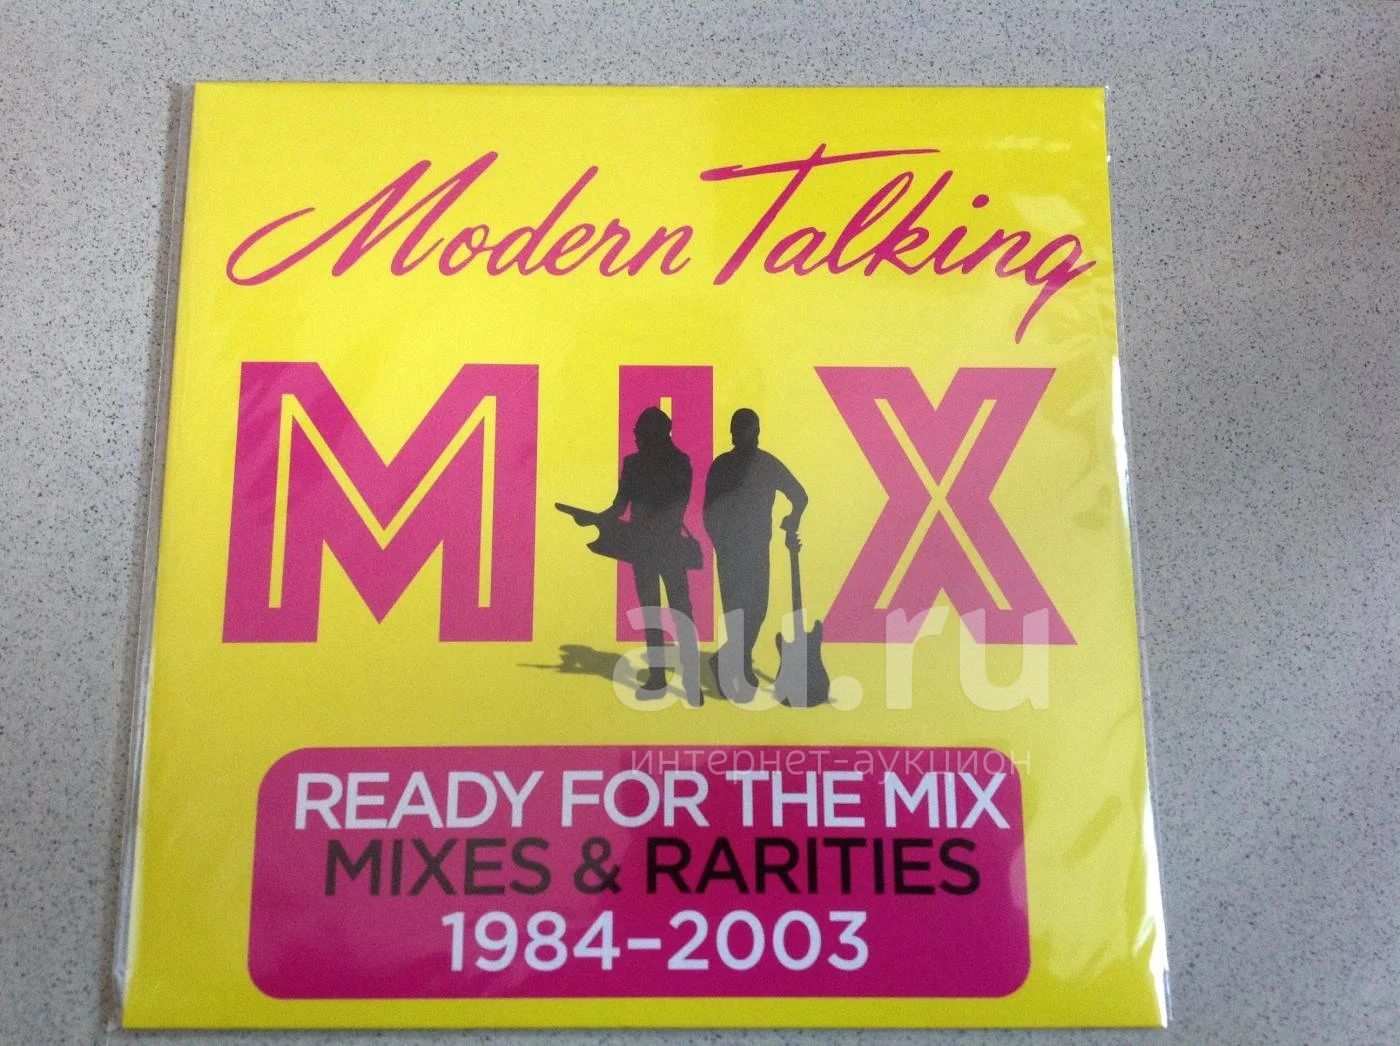 Modern Talking
MIX
au.ru
интернет-аукцион
READY FOR THE MIX
MIXES & RARITIES
1984-2003